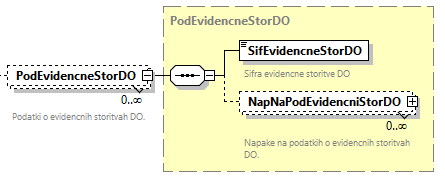 PodEvidencneStorDO
PodEvidencneStorDO
0..∞
Podatki o evidencnih storitvah DO.
SifEvidencneStorDO
Sifra evidencne storitve DO
NapNaPodEvidencniStorDO
0..∞
Napake na podatkih o evidencnih storitvah
DO.